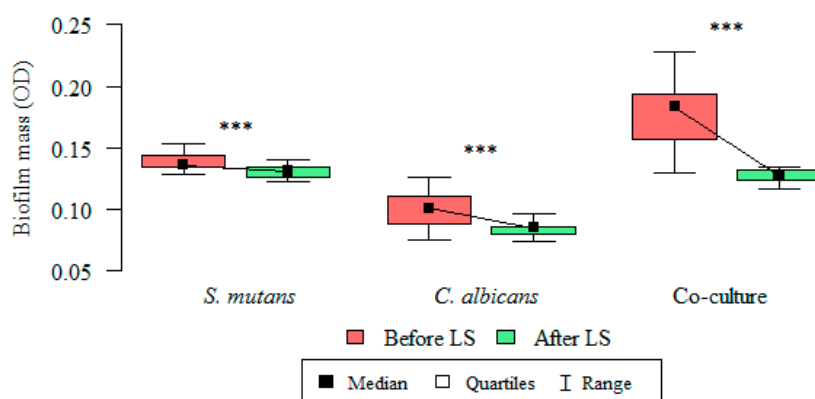 Biofilm mass (OD)
0.25
0.20
0.15
0.10
0.05
***
***
***
S. mutans C. albicans Co-culture
Before LS After LS
Median Quartiles Range